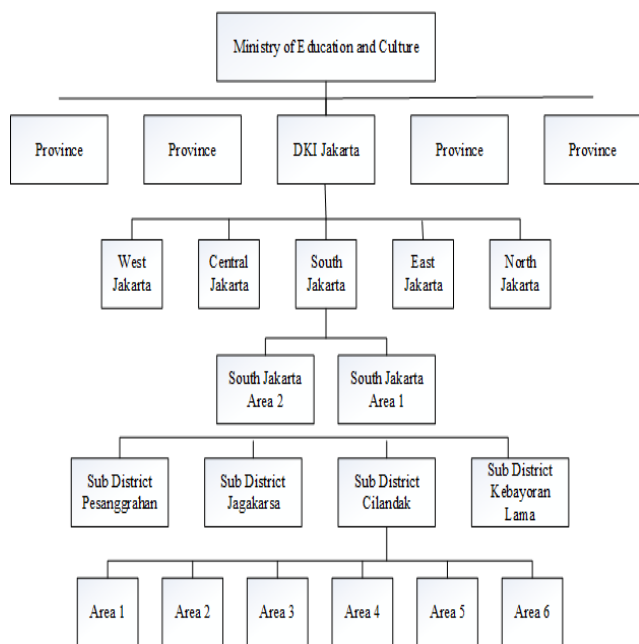 Ministry of Education and Culture
Province
Province
DKI Jakarta
Province
Province
West
Jakarta
Central
Jakarta
South
Jakarta
East
Jakarta
North
Jakarta
South Jakarta
Area 2
South Jakarta
Area 1
Sub District
Pesanggrahan
Sub District
Jagakarsa
Sub District
Cilandak
Sub District
Kebayoran
Lama
Area 1
Area 2
Area 3
Area 4
Area 5
Area 6